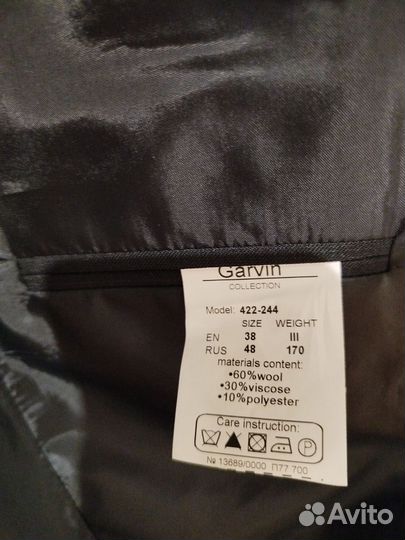 Garvin
COLLECTION
Model: 422-244
SIZE WEIGHT
EN 38 III
RUS 48 170
materials content:
•60%wool
•30%viscose
•10%polyester
Care instruction:
P
№ 13689/0000 П77 700
Avito